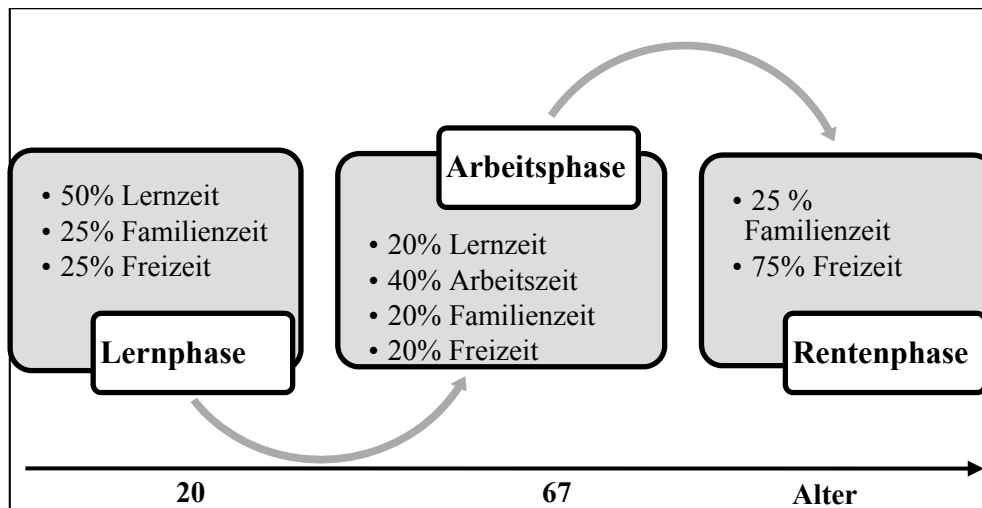 • 50% Lernzeit
• 25% Familienzeit
• 25% Freizeit
Lernphase
Arbeitsphase
• 20% Lernzeit
• 40% Arbeitszeit
• 20% Familienzeit
• 20% Freizeit
• 25 %
Familienzeit
• 75% Freizeit
Rentenphase
20
67
Alter